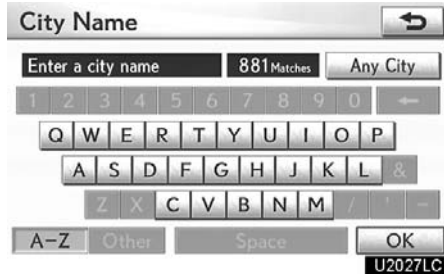 City Name
Enter a city name 881 Matches Any City
1 2 3 4 5 6 7 8 9 0
Q W E R T Y U I O P
A S D F G H J K L &
Z X C V B N M / ' -
A-Z Other Space OK
U2027LC